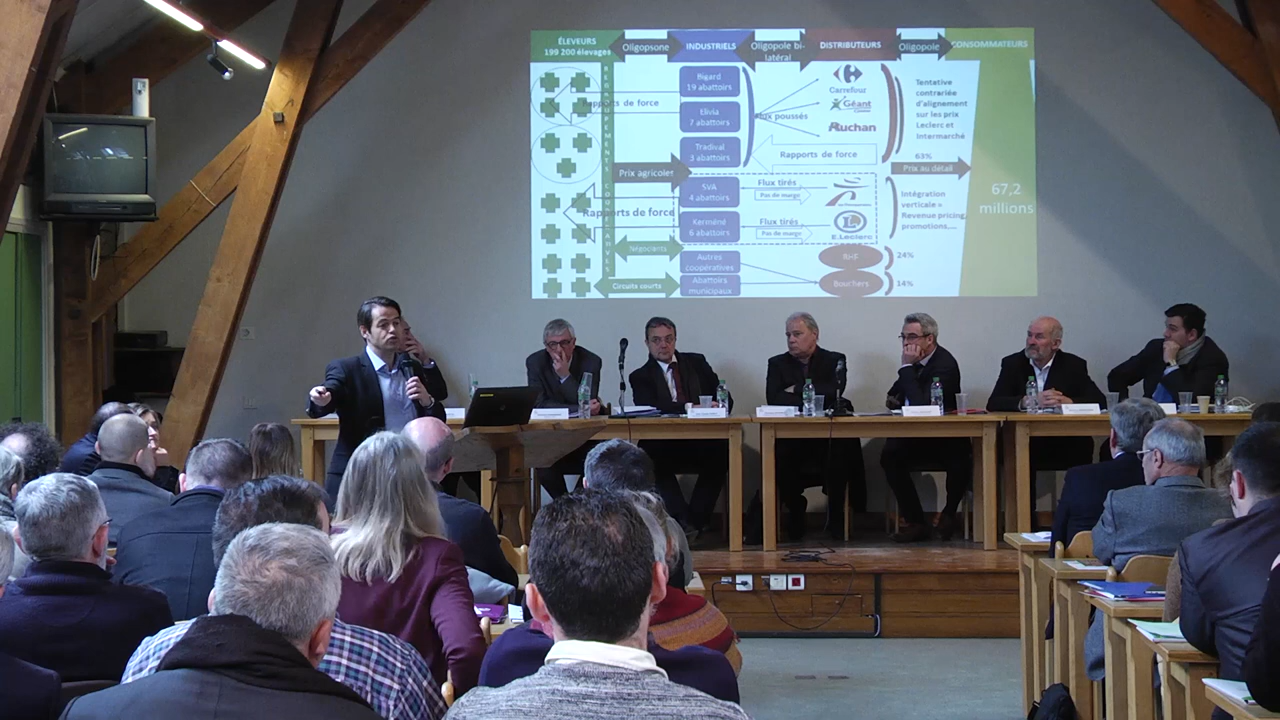 ÉLEVEURS
199 200 élevages
Oligopsone
INDUSTRIELS
Oligopole bi-
latéral
DISTRIBUTEURS
Oligopole
CONSOMMATEURS
REGROUPEMENTS COOPERATIVES
Rapports de force
Prix agricoles
Rapports de force
Négociants
Circuits courts
Bigard
19 abattoirs
Elivia
7 abattoirs
Tradival
3 abattoirs
SVA
4 abattoirs
Kerméné
6 abattoirs
Autres
coopératives
Abattoirs
municipaux
Flux poussés
Rapports de force
Flux tirés
Pas de marge
Flux tirés
Pas de marge
Carrefour
Géant
Auchan
E.Leclerc
RHF
Bouchers
Tentative
contrariée
d'alignement
sur les prix
Leclerc et
Intermarché
63%
Prix au détail
Intégration
verticale =
Revenue pricing,
promotions,...
24%
14%
67,2
millions